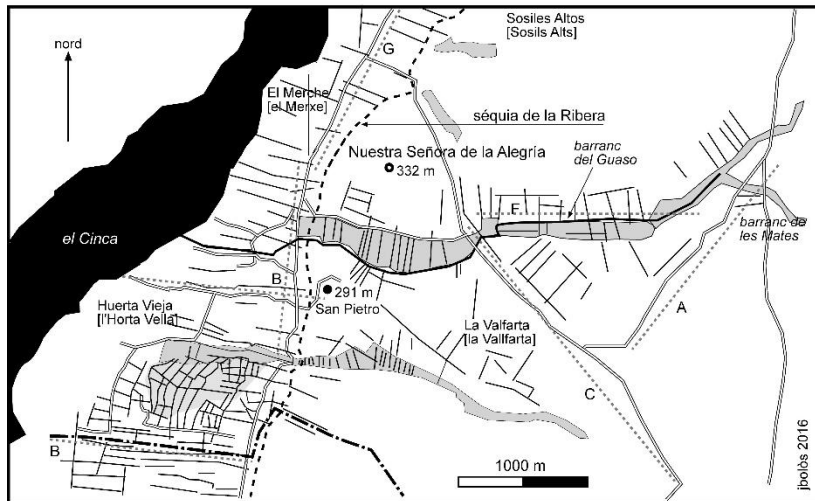 nord
Sosiles Altos
[Sosils Alts]
G
El Merche
[el Merxe]
séquia de la Ribera
Nuestra Señora de la Alegría
332 m
barranc
del Guaso
F
el Cinca
barranc de
les Mates
B
291 m
San Pietro
Huerta Vieja
[l'Horta Vella]
La Valfarta
[la Vallfarta]
A
C
B
1000 m
jbolòs 2016